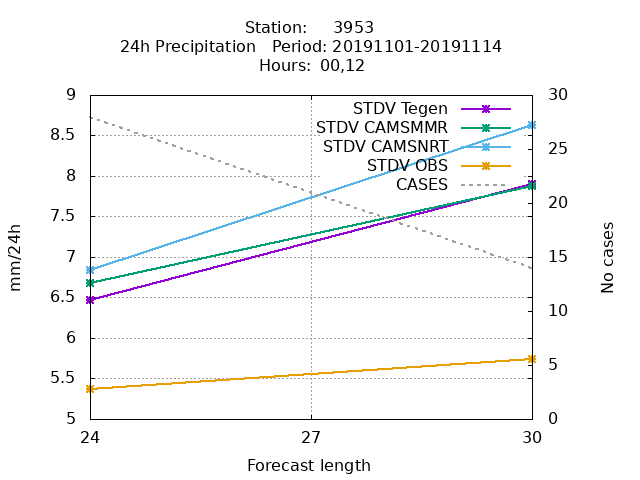 Station: 3953
24h Precipitation Period: 20191101-20191114
Hours: 00,12
mm/24h
No cases
9
8.5
8
7.5
7
6.5
6
5.5
5
30
25
20
15
10
5
0
STDV Tegen
STDV CAMSMMR
STDV CAMSNRT
STDV OBS
CASES
24 27 30
Forecast length